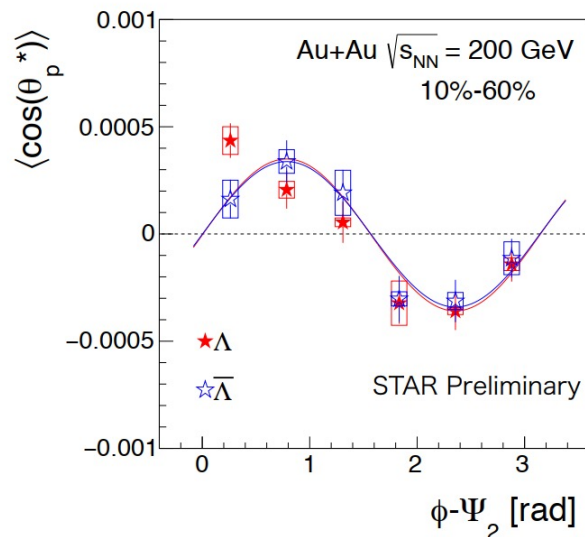 0.001
0.0005
0
−0.0005
−0.001
⟨cos(θp*)⟩
Au+Au √sNN = 200 GeV
10%-60%
Λ
Λ̅
STAR Preliminary
0 1 2 3
ϕ-Ψ2 [rad]